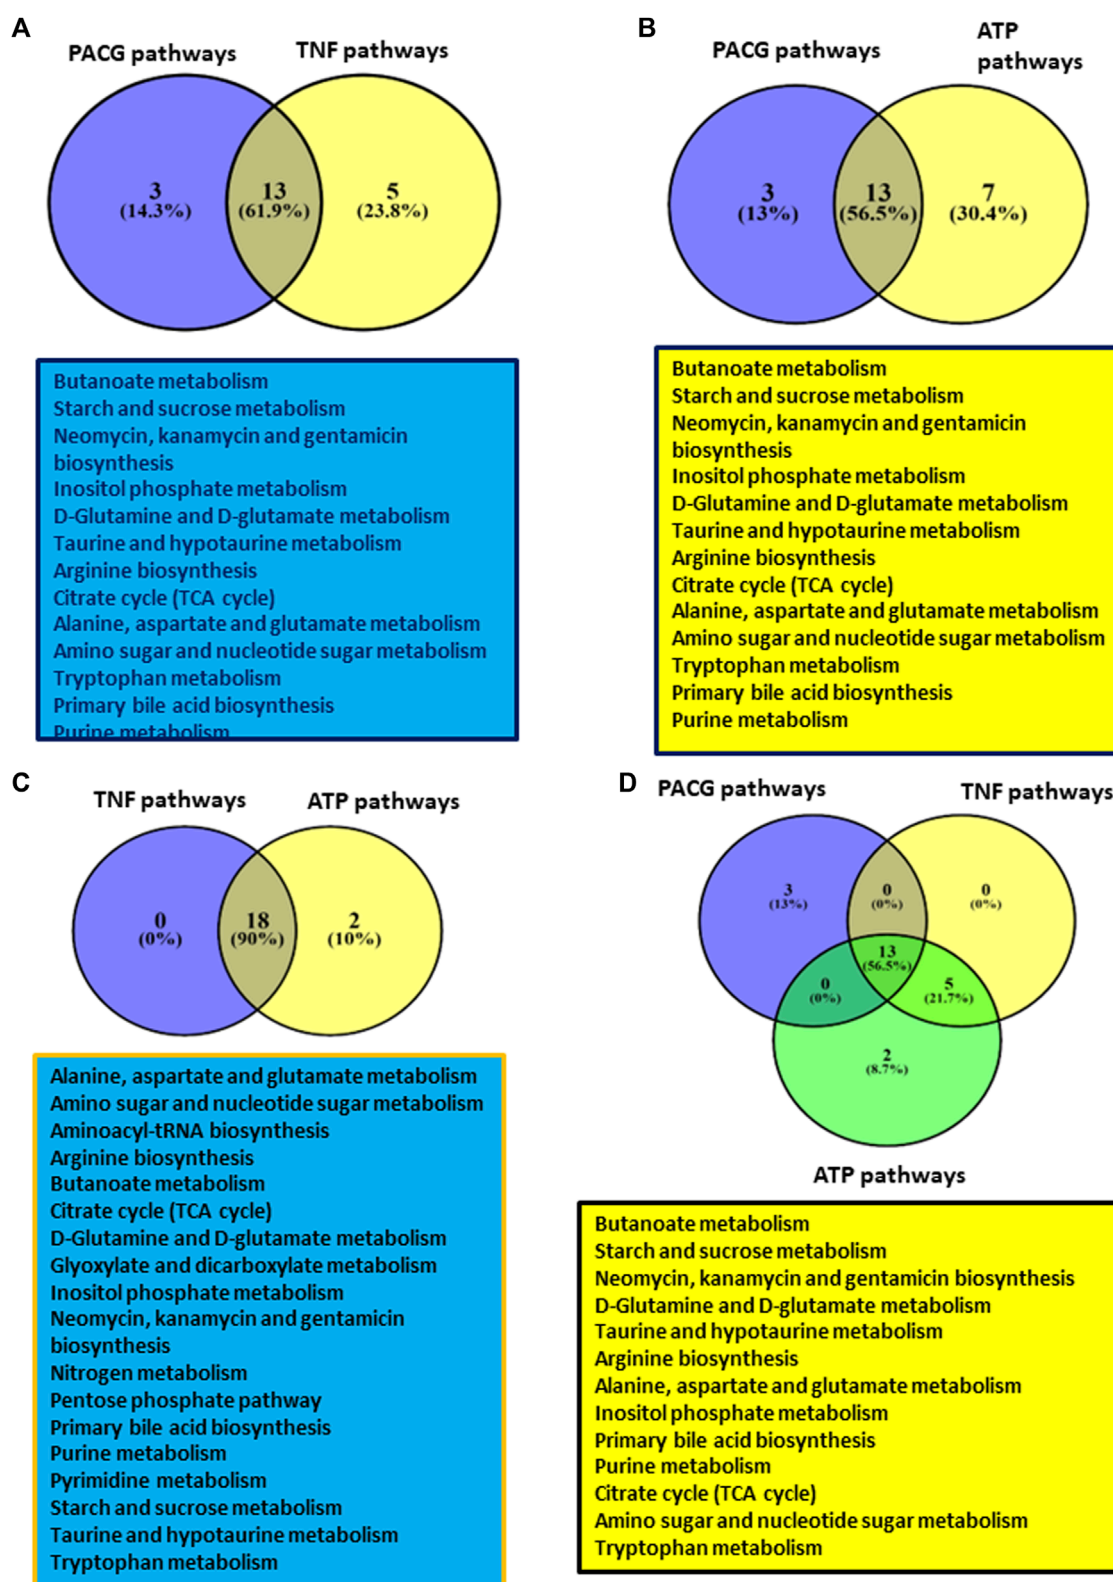 A
PACG pathways
TNF pathways
3
(14.3%)
13
(61.9%)
5
(23.8%)
Butanoate metabolism
Starch and sucrose metabolism
Neomycin, kanamycin and gentamicin
biosynthesis
Inositol phosphate metabolism
D-Glutamine and D-glutamate metabolism
Taurine and hypotaurine metabolism
Arginine biosynthesis
Citrate cycle (TCA cycle)
Alanine, aspartate and glutamate metabolism
Amino sugar and nucleotide sugar metabolism
Tryptophan metabolism
Primary bile acid biosynthesis
Purine metabolism
B
PACG pathways
ATP
pathways
3
(13%)
13
(56.5%)
7
(30.4%)
Butanoate metabolism
Starch and sucrose metabolism
Neomycin, kanamycin and gentamicin
biosynthesis
Inositol phosphate metabolism
D-Glutamine and D-glutamate metabolism
Taurine and hypotaurine metabolism
Arginine biosynthesis
Citrate cycle (TCA cycle)
Alanine, aspartate and glutamate metabolism
Amino sugar and nucleotide sugar metabolism
Tryptophan metabolism
Primary bile acid biosynthesis
Purine metabolism
C
TNF pathways
ATP pathways
0
(0%)
18
(90%)
2
(10%)
Alanine, aspartate and glutamate metabolism
Amino sugar and nucleotide sugar metabolism
Aminoacyl-tRNA biosynthesis
Arginine biosynthesis
Butanoate metabolism
Citrate cycle (TCA cycle)
D-Glutamine and D-glutamate metabolism
Glyoxylate and dicarboxylate metabolism
Inositol phosphate metabolism
Neomycin, kanamycin and gentamicin
biosynthesis
Nitrogen metabolism
Pentose phosphate pathway
Primary bile acid biosynthesis
Purine metabolism
Pyrimidine metabolism
Starch and sucrose metabolism
Taurine and hypotaurine metabolism
Tryptophan metabolism
D
PACG pathways
TNF pathways
3
(13%)
0
(0%)
0
(0%)
13
(56.5%)
0
(0%)
5
(21.7%)
2
(8.7%)
ATP pathways
Butanoate metabolism
Starch and sucrose metabolism
Neomycin, kanamycin and gentamicin biosynthesis
D-Glutamine and D-glutamate metabolism
Taurine and hypotaurine metabolism
Arginine biosynthesis
Alanine, aspartate and glutamate metabolism
Inositol phosphate metabolism
Primary bile acid biosynthesis
Purine metabolism
Citrate cycle (TCA cycle)
Amino sugar and nucleotide sugar metabolism
Tryptophan metabolism